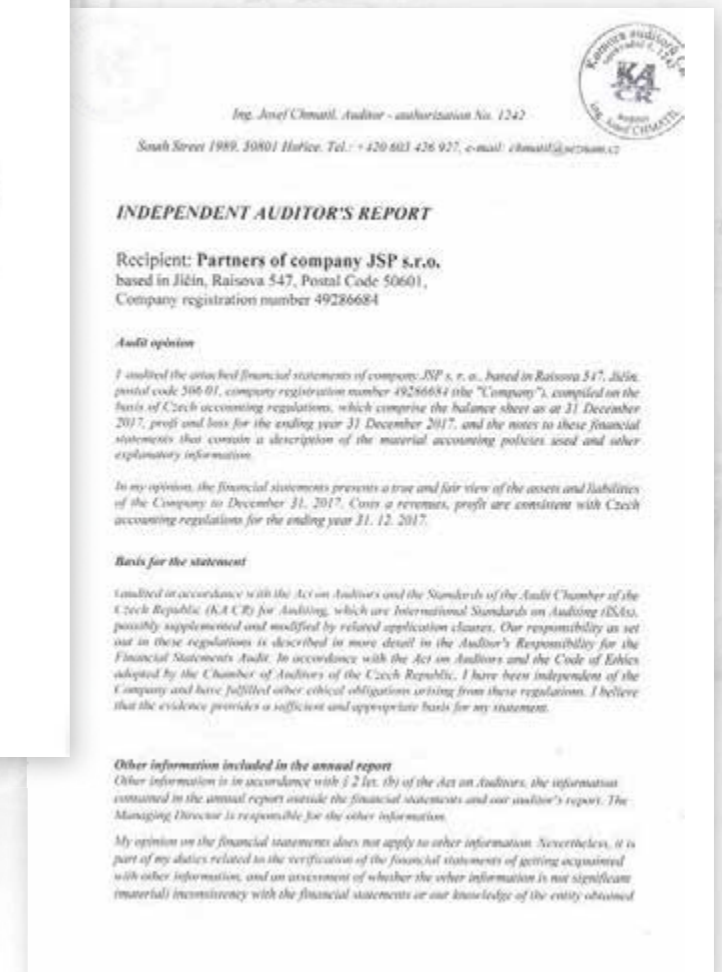 Komora auditorů
KA
ČR
Ing. Josef CHMATIL
Ing. Josef Chmatil, Auditor - authorization No. 1242
South Street 1989, 50801 Hořice. Tel.: +420 603 426 927, e-mail: chmatil@seznam.cz
INDEPENDENT AUDITOR'S REPORT
Recipient: Partners of company JSP s.r.o.
based in Jičín, Raisova 547, Postal Code 50601,
Company registration number 49286684
Audit opinion
I audited the attached financial statements of company JSP s. r. o., based in Raisova 547, Jičín,
postal code 506 01, company registration number 49286684 (the "Company"), compiled on the
basis of Czech accounting regulations, which comprise the balance sheet as at 31 December
2017, profit and loss for the ending year 31 December 2017, and the notes to these financial
statements that contain a description of the material accounting policies used and other
explanatory information.
In my opinion, the financial statements presents a true and fair view of the assets and liabilities
of the Company to December 31, 2017. Costs a revenues, profit are consistent with Czech
accounting regulations for the ending year 31. 12. 2017.
Basis for the statement
I audited in accordance with the Act on Auditors and the Standards of the Audit Chamber of the
Czech Republic (KA CR) for Auditing, which are International Standards on Auditing (ISAs),
possibly supplemented and modified by related application clauses. Our responsibility as set
out in these regulations is described in more detail in the Auditor's Responsibility for the
Financial Statements Audit. In accordance with the Act on Auditors and the Code of Ethics
adopted by the Chamber of Auditors of the Czech Republic, I have been independent of the
Company and have fulfilled other ethical obligations arising from these regulations. I believe
that the evidence provides a sufficient and appropriate basis for my statement.
Other information included in the annual report
Other information is in accordance with § 2 let. (b) of the Act on Auditors, the information
contained in the annual report outside the financial statements and our auditor's report. The
Managing Director is responsible for the other information.
My opinion on the financial statements does not apply to other information. Nevertheless, it is
part of my duties related to the verification of the financial statements of getting acquainted
with other information, and an assessment of whether the other information is not significant
(material) inconsistency with the financial statements or our knowledge of the entity obtained